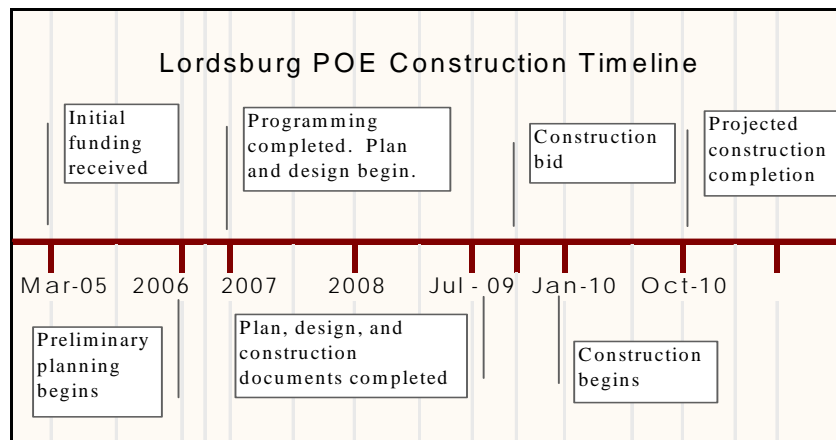 Lordsburg POE Construction Timeline
Initial
funding
received
Programming
completed. Plan
and design begin.
Construction
bid
Projected
construction
completion
Mar-05
2006
2007
2008
Jul - 09
Jan-10
Oct-10
Preliminary
planning
begins
Plan, design, and
construction
documents completed
Construction
begins